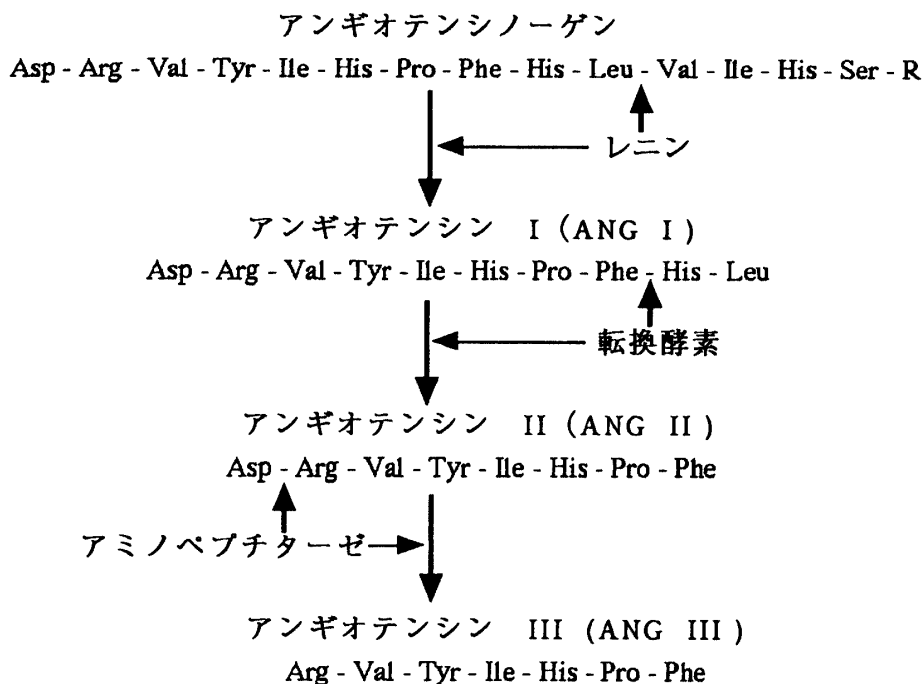 アンギオテンシノーゲン
Asp - Arg - Val - Tyr - Ile - His - Pro - Phe - His - Leu - Val - Ile - His - Ser - R
レニン
アンギオテンシン I (ANG I)
Asp - Arg - Val - Tyr - Ile - His - Pro - Phe - His - Leu
転換酵素
アンギオテンシン II (ANG II)
Asp - Arg - Val - Tyr - Ile - His - Pro - Phe
アミノペプチターゼ
アンギオテンシン III (ANG III)
Arg - Val - Tyr - Ile - His - Pro - Phe